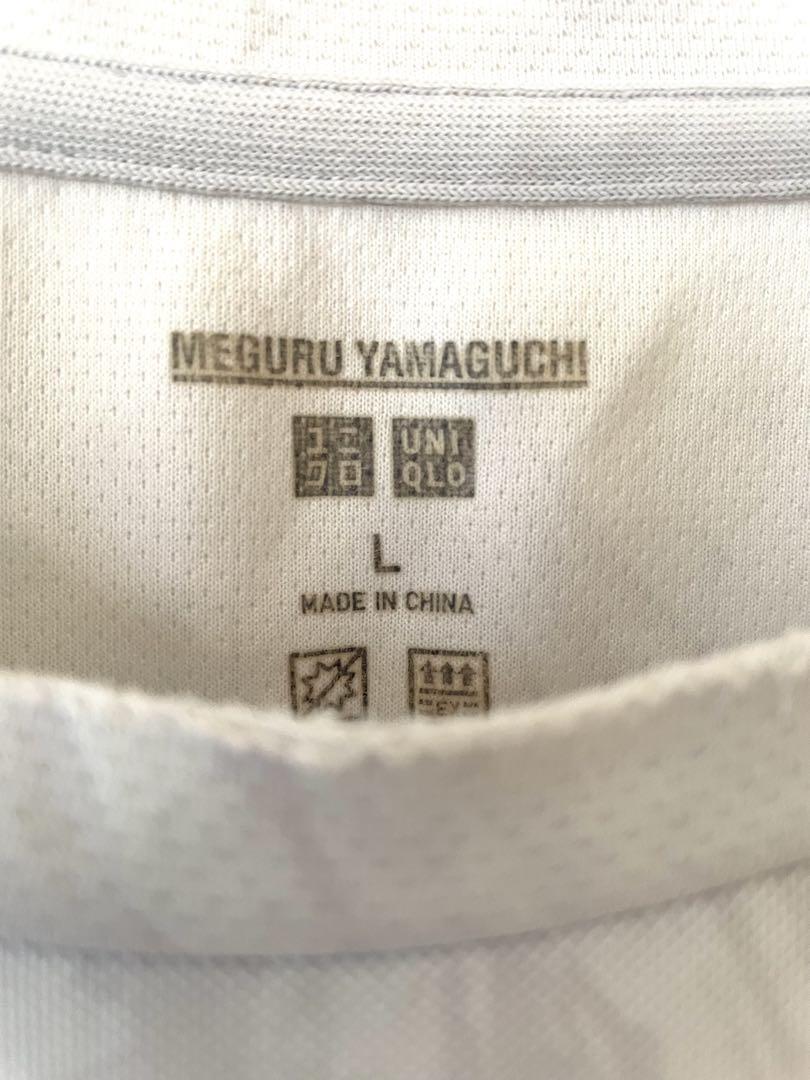 MEGURU YAMAGUCHI
ユニ UNI
クロ QLO
L
MADE IN CHINA